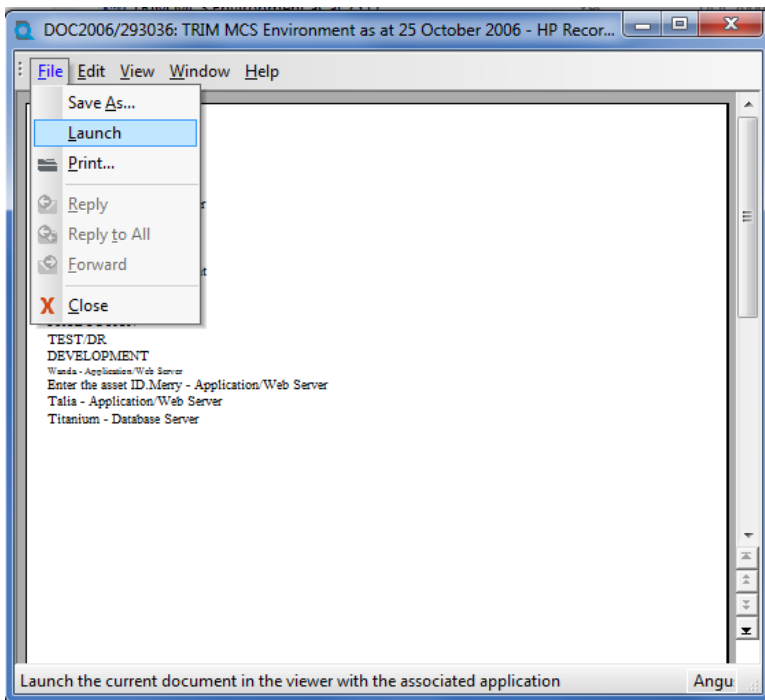 DOC2006/293036: TRIM MCS Environment as at 25 October 2006 - HP Recor...
File Edit View Window Help
Save As...
Launch
Print...
Reply
Reply to All
Forward
Close
TEST/DR
DEVELOPMENT
Wanda - Application/Web Server
Enter the asset ID.Merry - Application/Web Server
Talia - Application/Web Server
Titanium - Database Server
Launch the current document in the viewer with the associated application Angu